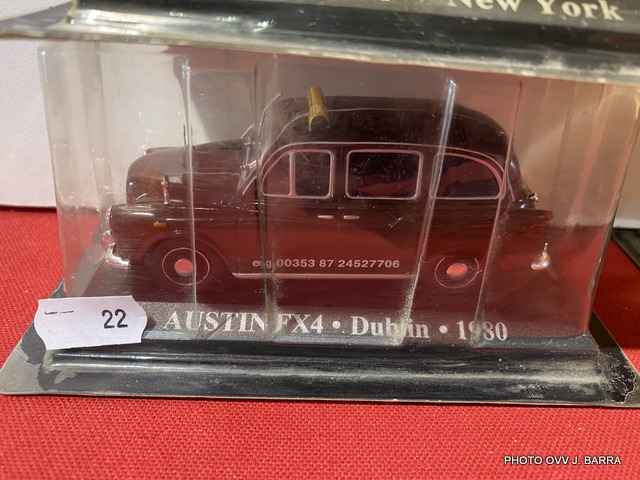 New York
eg.00353 87 24527706
22
AUSTIN FX4 • Dublin • 1980
PHOTO OVV J. BARRA